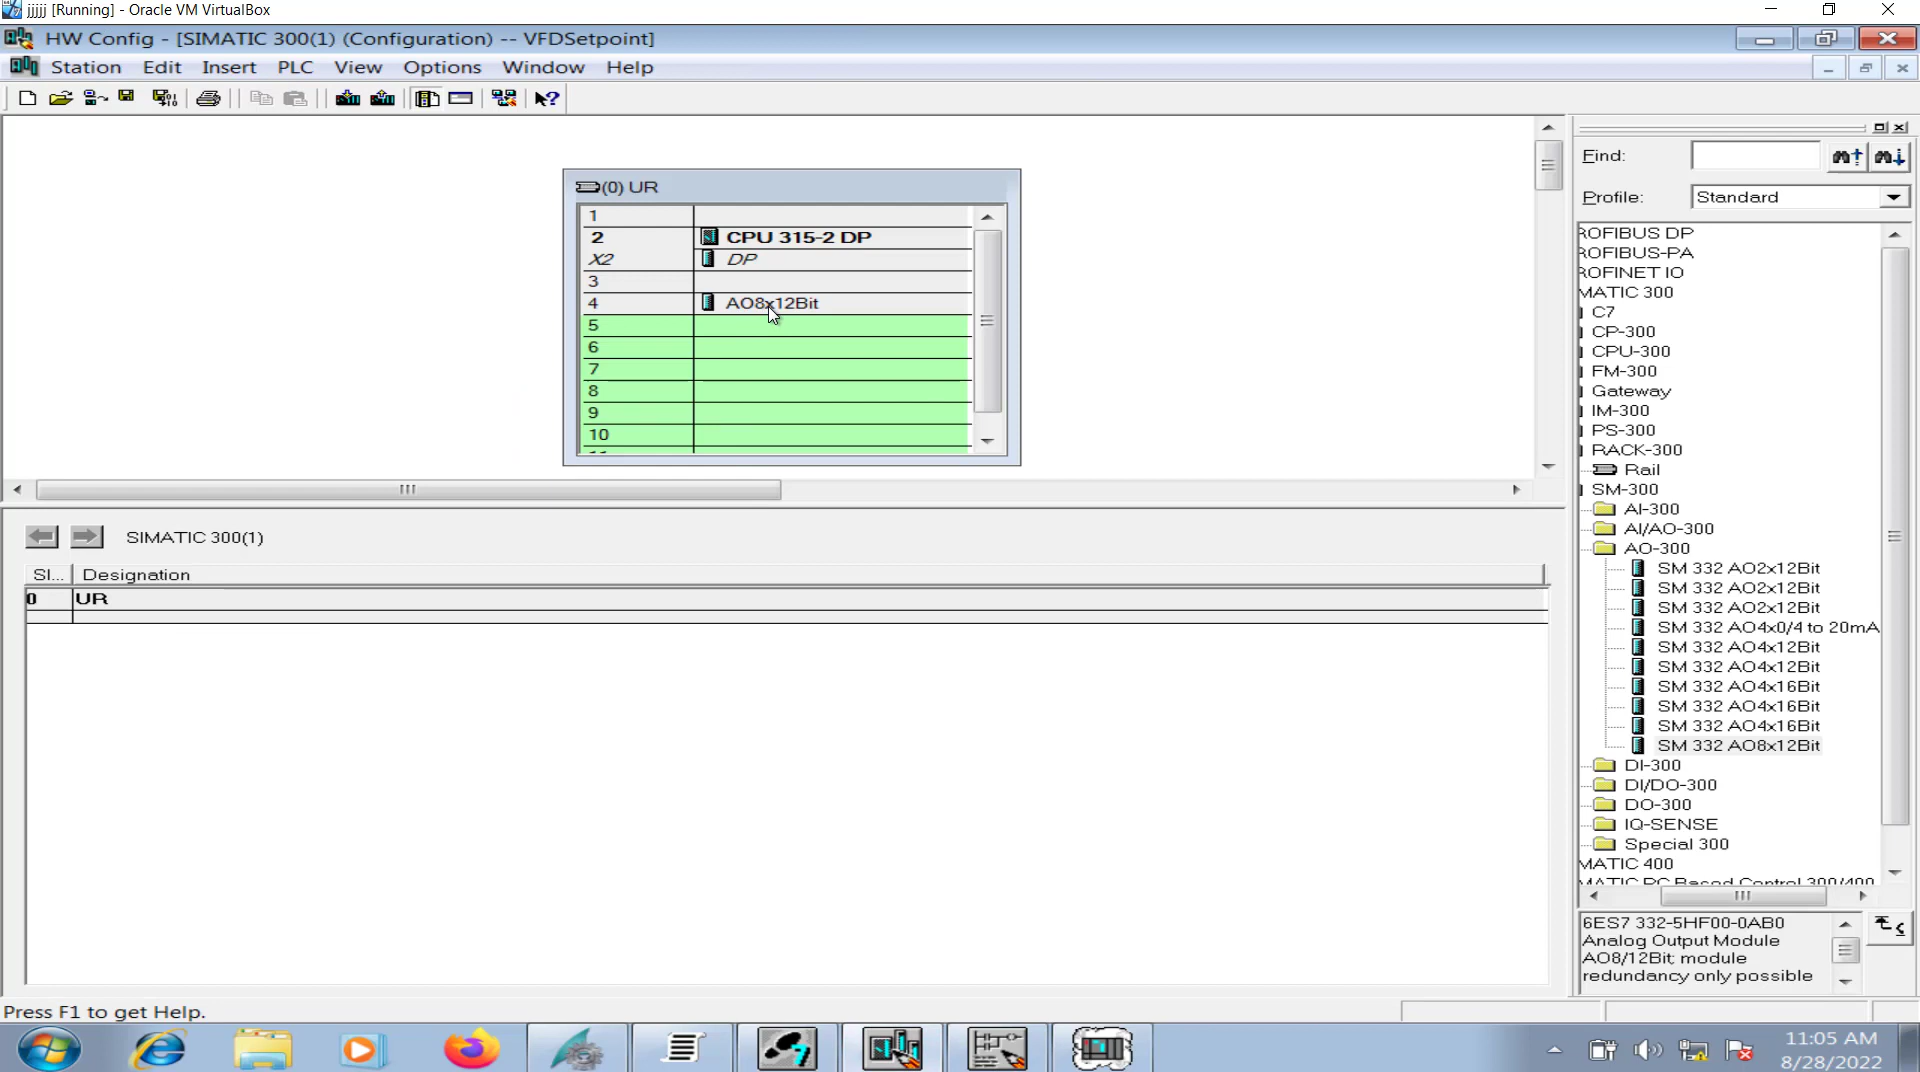 jjjjj [Running] - Oracle VM VirtualBox
HW Config - [SIMATIC 300(1) (Configuration) -- VFDSetpoint]
Station Edit Insert PLC View Options Window Help
(0) UR
1
2 CPU 315-2 DP
X2 DP
3
4 AO8x12Bit
5
6
7
8
9
10
SIMATIC 300(1)
Sl... Designation
0 UR
Find:
Profile: Standard
ROFIBUS DP
ROFIBUS-PA
ROFINET IO
MATIC 300
C7
CP-300
CPU-300
FM-300
Gateway
IM-300
PS-300
RACK-300
Rail
SM-300
AI-300
AI/AO-300
AO-300
SM 332 AO2x12Bit
SM 332 AO2x12Bit
SM 332 AO2x12Bit
SM 332 AO4x0/4 to 20mA
SM 332 AO4x12Bit
SM 332 AO4x12Bit
SM 332 AO4x16Bit
SM 332 AO4x16Bit
SM 332 AO4x16Bit
SM 332 AO8x12Bit
DI-300
DI/DO-300
DO-300
IQ-SENSE
Special 300
MATIC 400
MATIC PC Based Control 300/400
6ES7 332-5HF00-0AB0
Analog Output Module
AO8/12Bit; module
redundancy only possible
Press F1 to get Help.
11:05 AM
8/28/2022